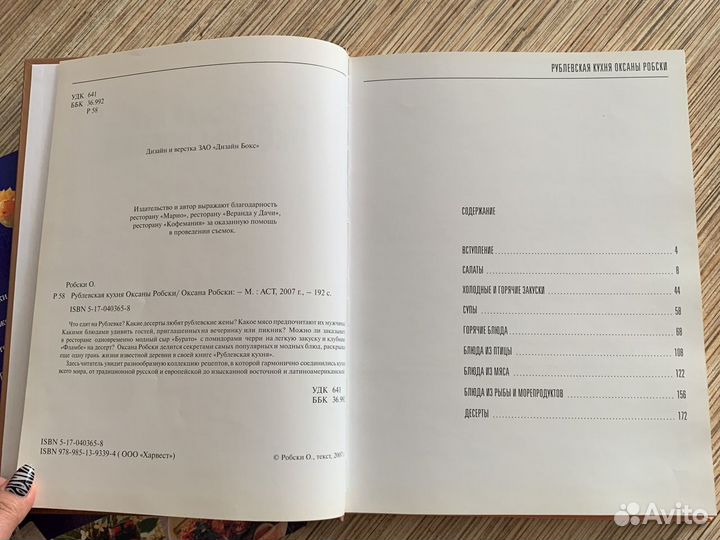 УДК 641
ББК 36.992
Р 58
Дизайн и верстка ЗАО «Дизайн Бокс»
Издательство и автор выражают благодарность
ресторану «Марио», ресторану «Веранда у Дачи»,
ресторану «Кофемания» за оказанную помощь
в проведении съемок.
Робски О.
Р 58 Рублевская кухня Оксаны Робски/ Оксана Робски: – М. : АСТ, 2007 г., – 192 с.
ISBN 5-17-040365-8
Что едят на Рублевке? Какие десерты любят рублевские жены? Какое мясо предпочитают их мужчины
Какими блюдами удивить гостей, приглашенных на вечеринку или пикник? Можно ли заказывать
в ресторане одновременно модный сыр «Бурато» с помидорами черри на легкую закуску и клубник
«Фламбе» на десерт? Оксана Робски делится секретами самых популярных и модных блюд, раскрыв
еще одну грань жизни известной деревни в своей книге «Рублевская кухня».
Здесь читатель увидит разнообразную коллекцию рецептов, в которой гармонично соединились кухн
всего мира, от традиционной русской и европейской до изысканной восточной и латиноамериканской
УДК 641
ББК 36.992
ISBN 5-17-040365-8
ISBN 978-985-13-9339-4 ( ООО «Харвест»)
© Робски О., текст, 2007
РУБЛЕВСКАЯ КУХНЯ ОКСАНЫ РОБСКИ
СОДЕРЖАНИЕ
ВСТУПЛЕНИЕ 4
САЛАТЫ 8
ХОЛОДНЫЕ И ГОРЯЧИЕ ЗАКУСКИ 44
СУПЫ 58
ГОРЯЧИЕ БЛЮДА 68
БЛЮДА ИЗ ПТИЦЫ 108
БЛЮДА ИЗ МЯСА 122
БЛЮДА ИЗ РЫБЫ И МОРЕПРОДУКТОВ 156
ДЕСЕРТЫ 172
Avito